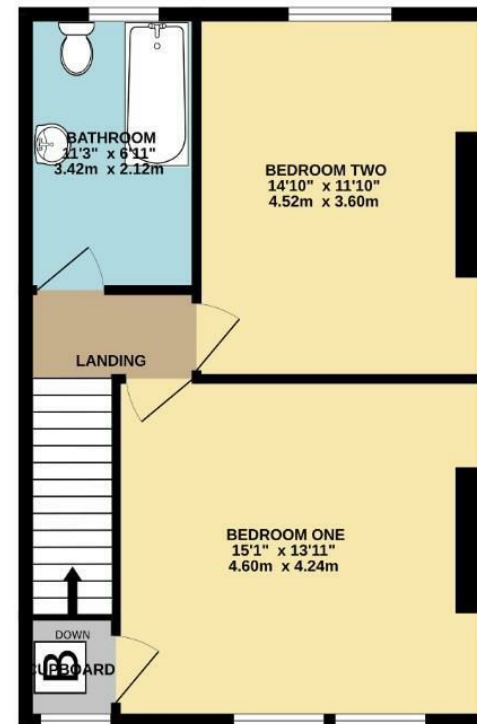 BATHROOM
11'3" x 6'11"
3.42m x 2.12m
BEDROOM TWO
14'10" x 11'10"
4.52m x 3.60m
LANDING
BEDROOM ONE
15'1" x 13'11"
4.60m x 4.24m
DOWN
CUPBOARD
B